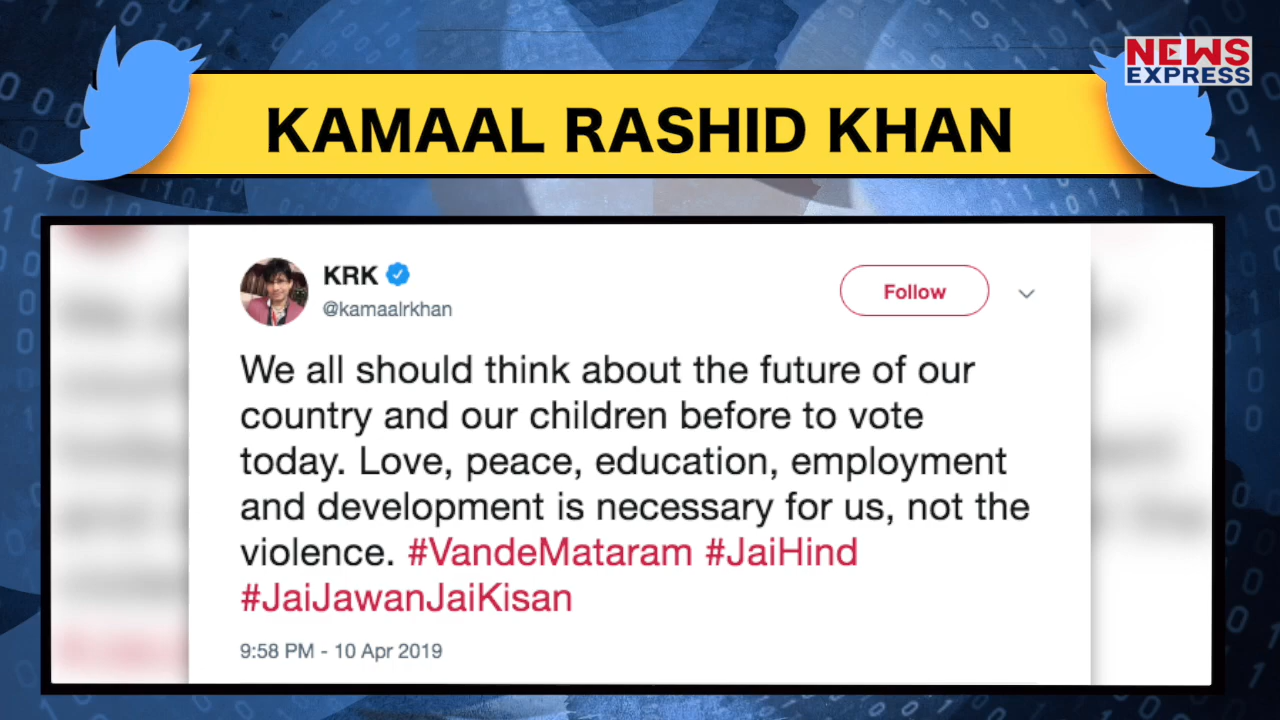 NEWS
EXPRESS
KAMAAL RASHID KHAN
KRK
@kamaalrkhan
Follow
We all should think about the future of our
country and our children before to vote
today. Love, peace, education, employment
and development is necessary for us, not the
violence. #VandeMataram #JaiHind
#JaiJawanJaiKisan
9:58 PM - 10 Apr 2019